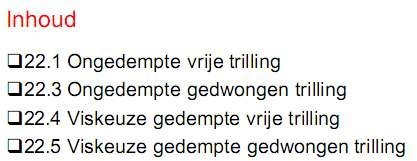 Inhoud
❑22.1 Ongedempte vrije trilling
❑22.3 Ongedempte gedwongen trilling
❑22.4 Viskeuze gedempte vrije trilling
❑22.5 Viskeuze gedempte gedwongen trilling